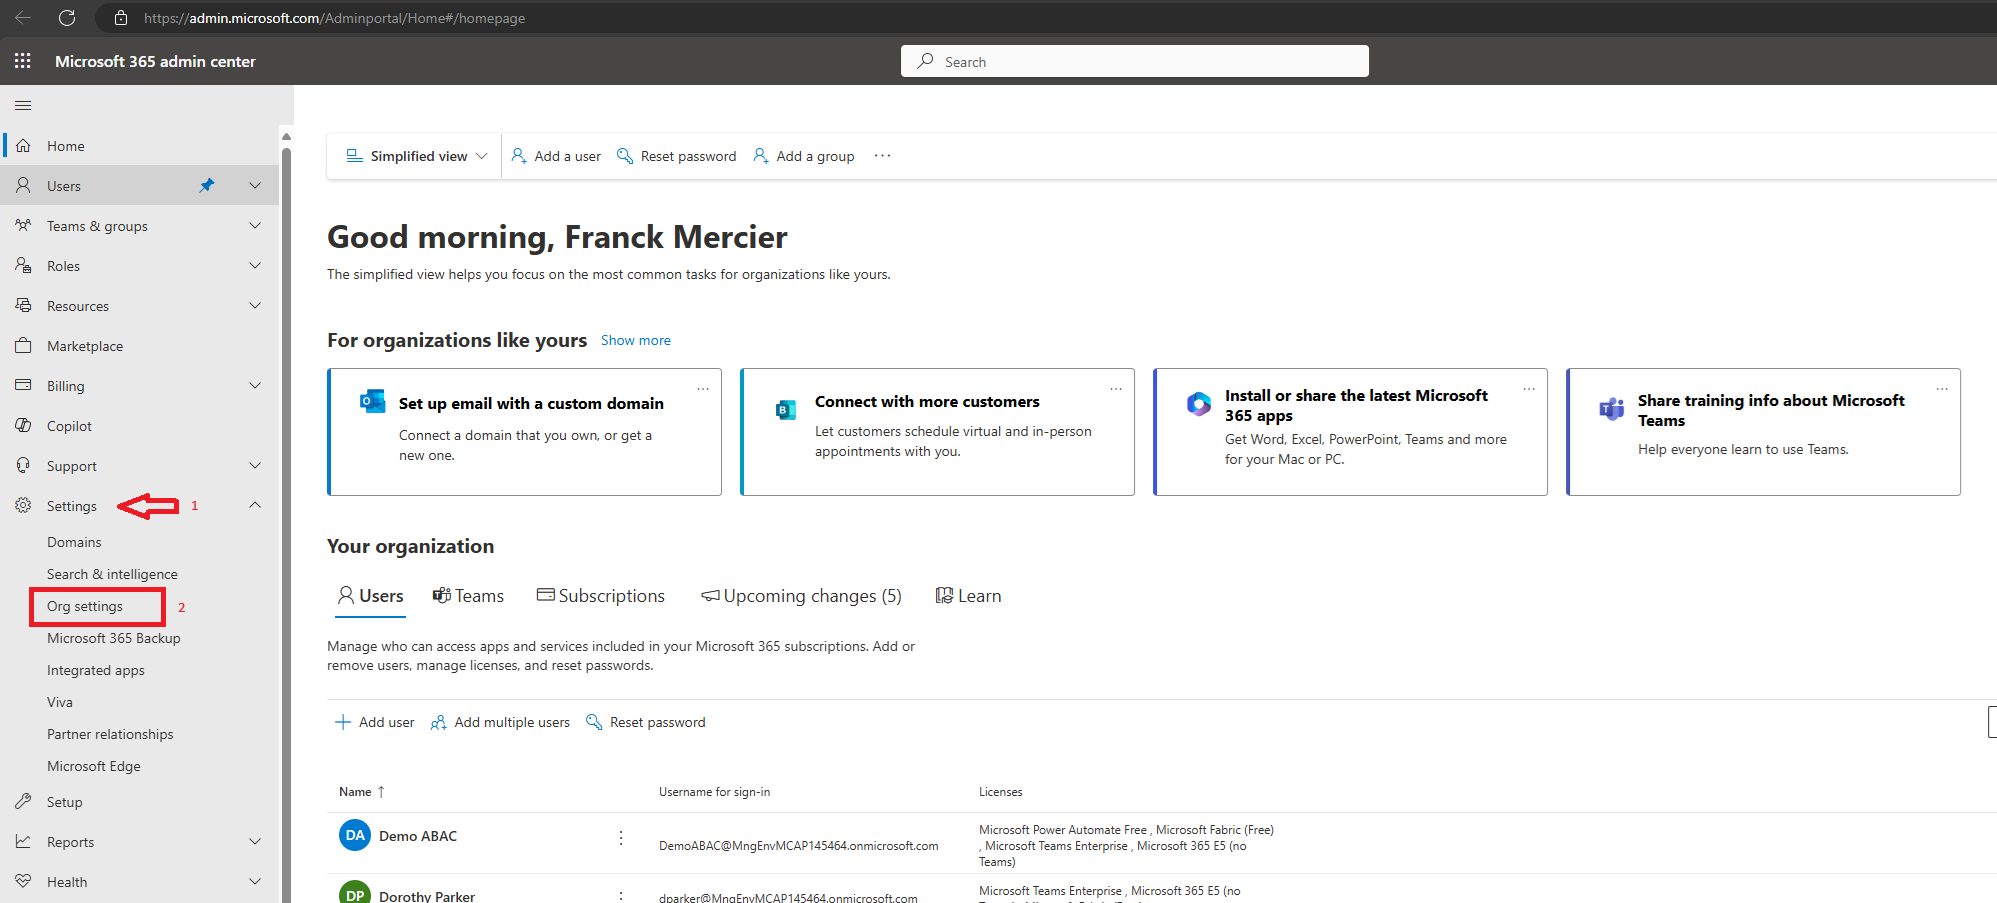 https://admin.microsoft.com/Adminportal/Home#/homepage
Microsoft 365 admin center
Search
Home
Users
Teams & groups
Roles
Resources
Marketplace
Billing
Copilot
Support
Settings
1
Domains
Search & intelligence
Org settings
2
Microsoft 365 Backup
Integrated apps
Viva
Partner relationships
Microsoft Edge
Setup
Reports
Health
Simplified view
Add a user
Reset password
Add a group
Good morning, Franck Mercier
The simplified view helps you focus on the most common tasks for organizations like yours.
For organizations like yours
Show more
Set up email with a custom domain
Connect a domain that you own, or get a
new one.
Connect with more customers
Let customers schedule virtual and in-person
appointments with you.
Install or share the latest Microsoft
365 apps
Get Word, Excel, PowerPoint, Teams and more
for your Mac or PC.
Share training info about Microsoft
Teams
Help everyone learn to use Teams.
Your organization
Users
Teams
Subscriptions
Upcoming changes (5)
Learn
Manage who can access apps and services included in your Microsoft 365 subscriptions. Add or
remove users, manage licenses, and reset passwords.
Add user
Add multiple users
Reset password
Name ↑
Username for sign-in
Licenses
DA
Demo ABAC
DemoABAC@MngEnvMCAP145464.onmicrosoft.com
Microsoft Power Automate Free , Microsoft Fabric (Free)
, Microsoft Teams Enterprise , Microsoft 365 E5 (no
Teams)
DP
Dorothy Parker
dparker@MngEnvMCAP145464.onmicrosoft.com
Microsoft Teams Enterprise , Microsoft 365 E5 (no